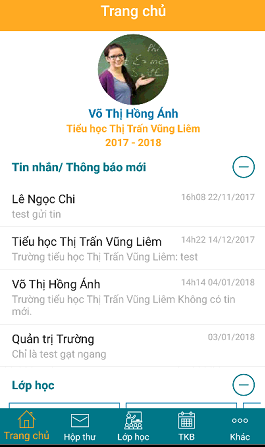 Trang chủ
Võ Thị Hồng Ánh
Tiểu học Thị Trấn Vũng Liêm
2017 - 2018
Tin nhắn/ Thông báo mới
Lê Ngọc Chi 16h08 22/11/2017
test gửi tin
Tiểu học Thị Trấn Vũng Liêm 14h22 14/12/2017
Trường tiểu học Thị Trấn Vũng Liêm: test
Võ Thị Hồng Ánh 14h14 04/01/2018
Trường tiểu học Thị Trấn Vũng Liêm Không có tin
mới.
Quản trị Trường 03/01/2018
Chỉ là test gạt ngang
Lớp học
Trang chủ Hộp thư Lớp học TKB Khác